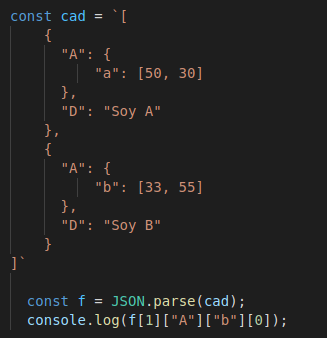 const cad = `[
    {
      "A": {
          "a": [50, 30]
      },
      "D": "Soy A"
    },
    {
      "A": {
          "b": [33, 55]
      },
      "D": "Soy B"
    }
]`
  const f = JSON.parse(cad);
  console.log(f[1]["A"]["b"][0]);